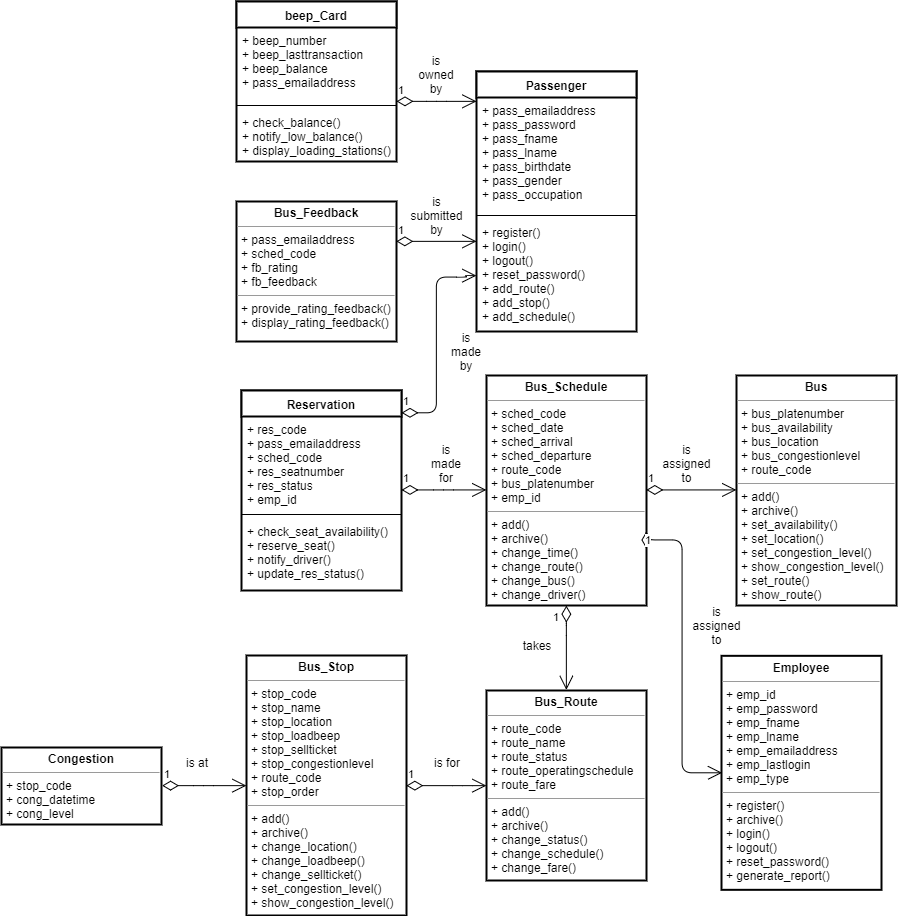 beep_Card
+ beep_number
+ beep_lasttransaction
+ beep_balance
+ pass_emailaddress
+ check_balance()
+ notify_low_balance()
+ display_loading_stations()
1
is
owned
by
Passenger
+ pass_emailaddress
+ pass_password
+ pass_fname
+ pass_lname
+ pass_birthdate
+ pass_gender
+ pass_occupation
+ register()
+ login()
+ logout()
+ reset_password()
+ add_route()
+ add_stop()
+ add_schedule()
Bus_Feedback
+ pass_emailaddress
+ sched_code
+ fb_rating
+ fb_feedback
+ provide_rating_feedback()
+ display_rating_feedback()
1
is
submitted
by
is
made
by
Reservation
+ res_code
+ pass_emailaddress
+ sched_code
+ res_seatnumber
+ res_status
+ emp_id
+ check_seat_availability()
+ reserve_seat()
+ notify_driver()
+ update_res_status()
1
1
is
made
for
Bus_Schedule
+ sched_code
+ sched_date
+ sched_arrival
+ sched_departure
+ route_code
+ bus_platenumber
+ emp_id
+ add()
+ archive()
+ change_time()
+ change_route()
+ change_bus()
+ change_driver()
1
is
assigned
to
Bus
+ bus_platenumber
+ bus_availability
+ bus_location
+ bus_congestionlevel
+ route_code
+ add()
+ archive()
+ set_availability()
+ set_location()
+ set_congestion_level()
+ show_congestion_level()
+ set_route()
+ show_route()
1
is
assigned
to
1
takes
Employee
+ emp_id
+ emp_password
+ emp_fname
+ emp_lname
+ emp_emailaddress
+ emp_lastlogin
+ emp_type
+ register()
+ archive()
+ login()
+ logout()
+ reset_password()
+ generate_report()
Congestion
+ stop_code
+ cong_datetime
+ cong_level
1
is at
Bus_Stop
+ stop_code
+ stop_name
+ stop_location
+ stop_loadbeep
+ stop_sellticket
+ stop_congestionlevel
+ route_code
+ stop_order
+ add()
+ archive()
+ change_location()
+ change_loadbeep()
+ change_sellticket()
+ set_congestion_level()
+ show_congestion_level()
1
is for
Bus_Route
+ route_code
+ route_name
+ route_status
+ route_operatingschedule
+ route_fare
+ add()
+ archive()
+ change_status()
+ change_schedule()
+ change_fare()